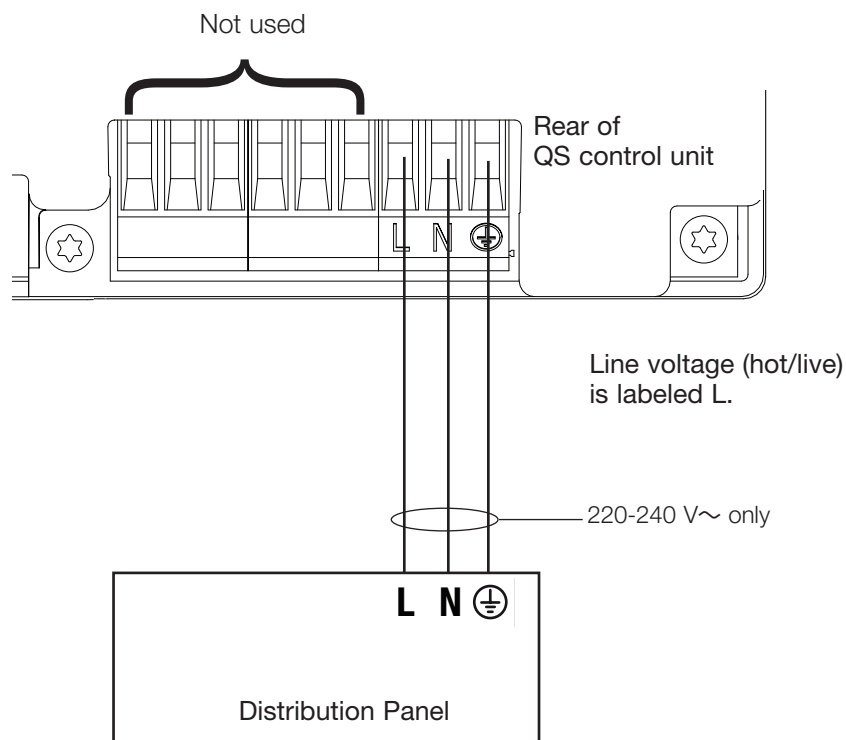 Not used
Rear of
QS control unit
L N ⏚
Line voltage (hot/live)
is labeled L.
220-240 V～ only
L N ⏚
Distribution Panel